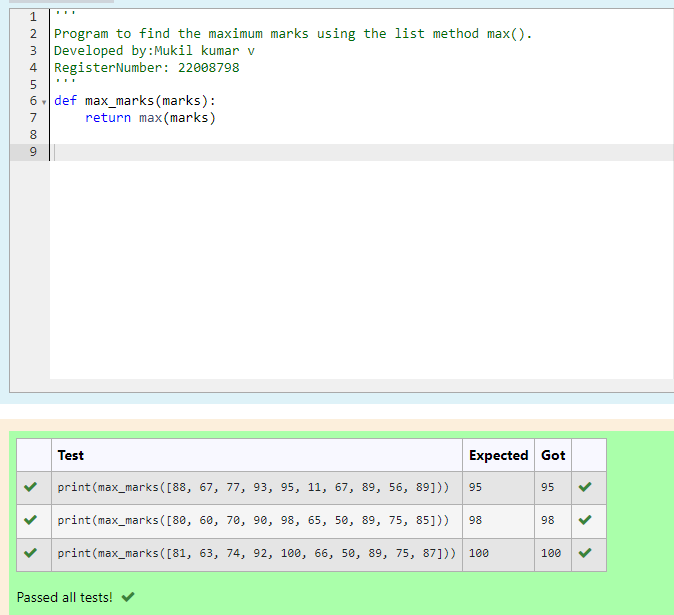 1 '''
2 Program to find the maximum marks using the list method max().
3 Developed by:Mukil kumar v
4 RegisterNumber: 22008798
5 '''
6 def max_marks(marks):
7     return max(marks)
8
9
Test Expected Got
print(max_marks([88, 67, 77, 93, 95, 11, 67, 89, 56, 89])) 95 95
print(max_marks([80, 60, 70, 90, 98, 65, 50, 89, 75, 85])) 98 98
print(max_marks([81, 63, 74, 92, 100, 66, 50, 89, 75, 87])) 100 100
Passed all tests!